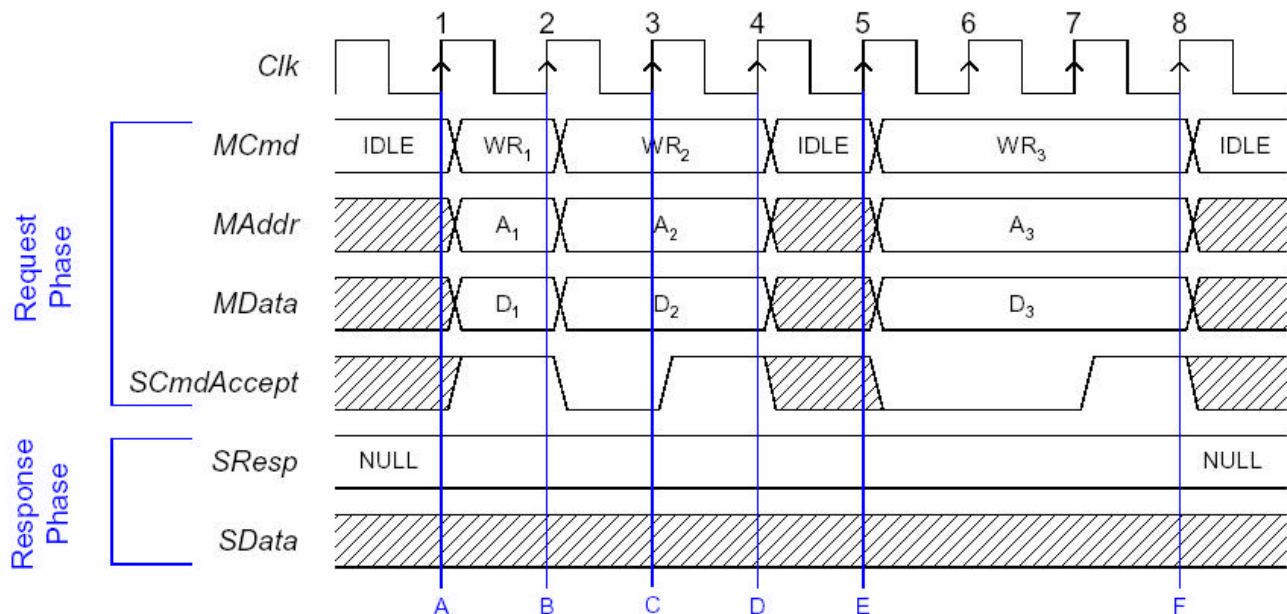 1 2 3 4 5 6 7 8
Clk
MCmd IDLE WR₁ WR₂ IDLE WR₃ IDLE
MAddr A₁ A₂ A₃
Request
Phase
MData D₁ D₂ D₃
SCmdAccept
SResp NULL NULL
Response
Phase
SData
A B C D E F